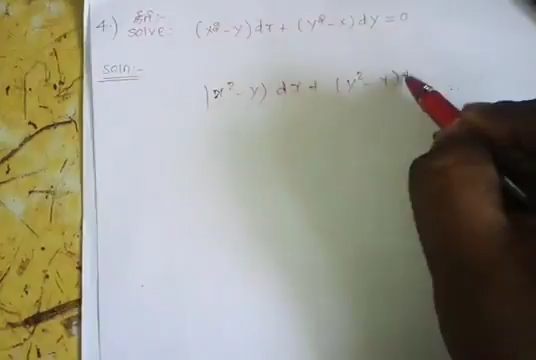 4.) தீர்:-
solve: (x² - y) dx + (y² - x) dy = 0
soln:-
(x² - y) dx + (y² - x) d